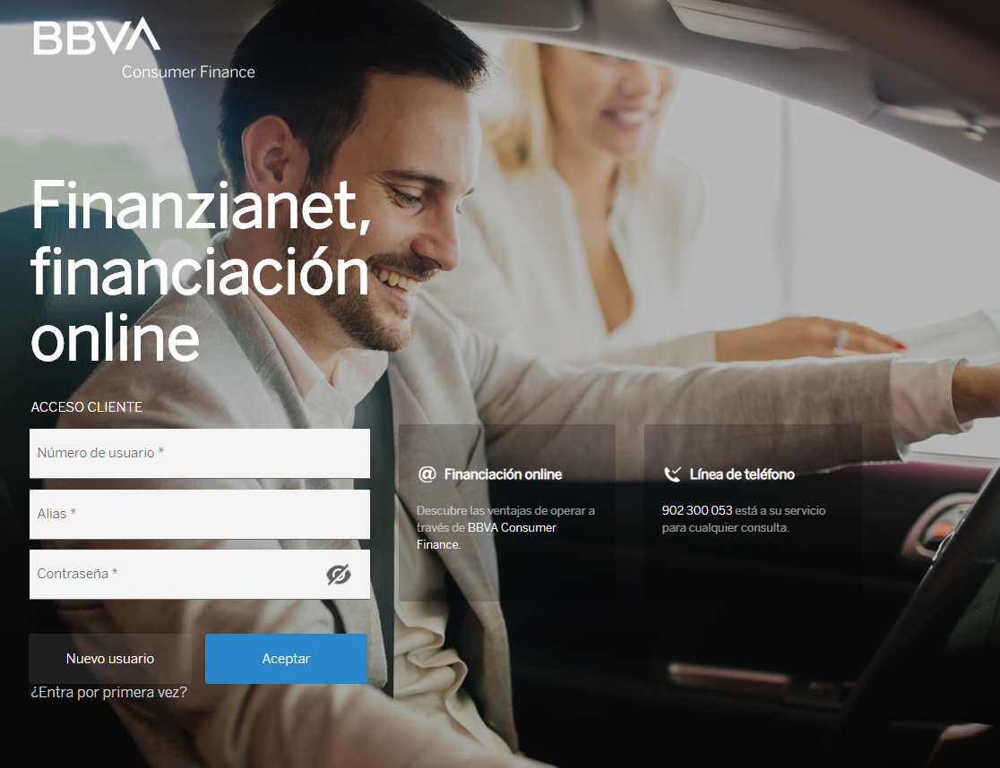 BBVA
Consumer Finance
Finanzianet,
financiación
online
ACCESO CLIENTE
Número de usuario *
Alias *
Contraseña *
Nuevo usuario
Aceptar
¿Entra por primera vez?
@ Financiación online
Descubre las ventajas de operar a
través de BBVA Consumer
Finance.
Línea de teléfono
902 300 053 está a su servicio
para cualquier consulta.